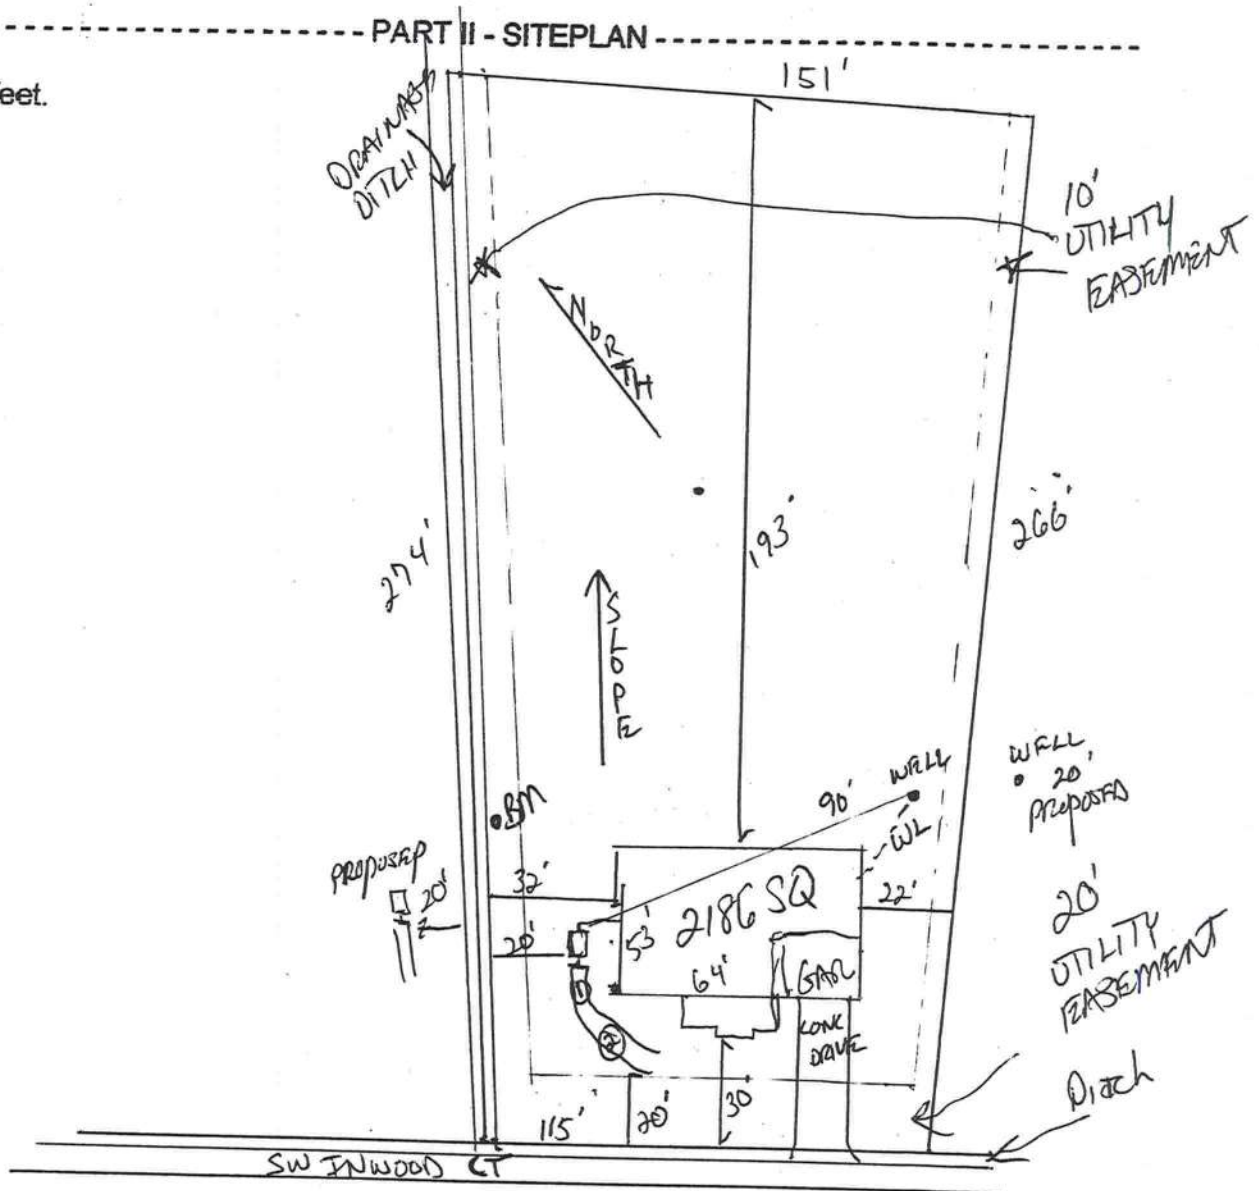 PART II - SITEPLAN
eet.
151'
DRAINAGE
DITCH
10'
UTILITY
EASEMENT
NORTH
274'
193'
266'
SLOPE
BM
90'
WELL
WL
WELL
20'
PROPOSED
PROPOSED
20'
32'
20'
53'
2186 SQ
22'
64'
GAR
1
2
CONC
DRIVE
20'
UTILITY
EASEMENT
Ditch
115'
20'
30'
SW INWOOD CT